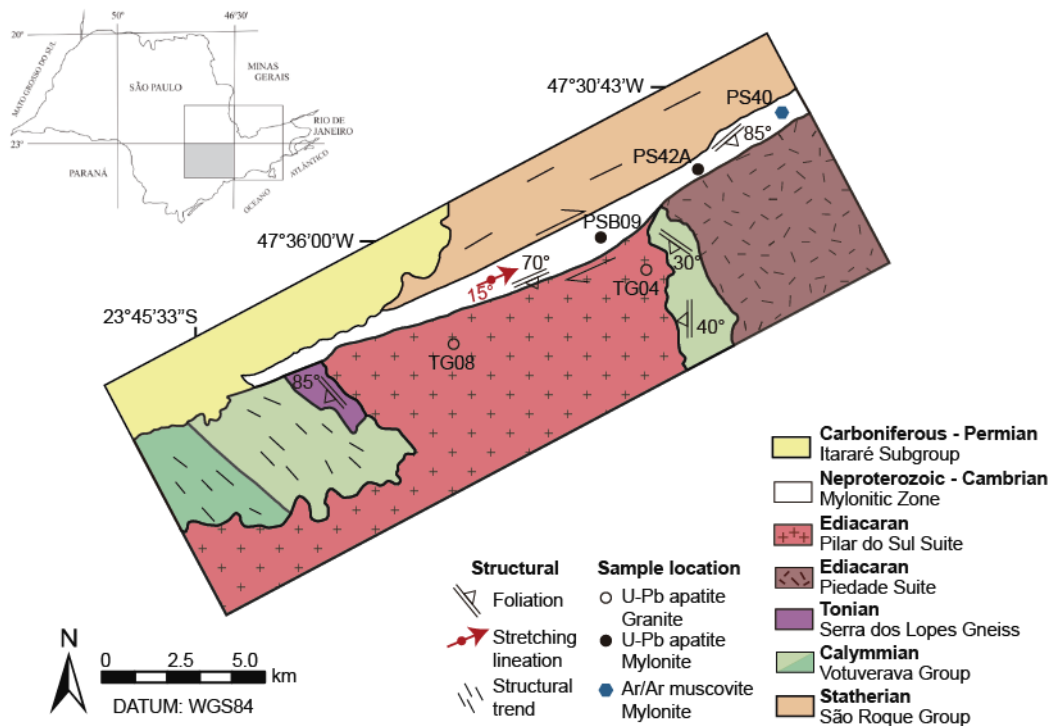 50°
46°30'
20°
MATO GROSSO DO SUL
MINAS
GERAIS
SÃO PAULO
RIO DE
JANEIRO
23°
PARANÁ
OCEANO
ATLÂNTICO
47°30'43"W
PS40
85°
PS42A
PSB09
47°36'00"W
70°
30°
15°
TG04
23°45'33"S
40°
TG08
85°
Carboniferous - Permian
Itararé Subgroup
Neproterozoic - Cambrian
Mylonitic Zone
Ediacaran
Pilar do Sul Suite
Ediacaran
Piedade Suite
Tonian
Serra dos Lopes Gneiss
Calymmian
Votuverava Group
Statherian
São Roque Group
Structural
Foliation
Stretching
lineation
Structural
trend
Sample location
U-Pb apatite
Granite
U-Pb apatite
Mylonite
Ar/Ar muscovite
Mylonite
N
0 2.5 5.0
km
DATUM: WGS84